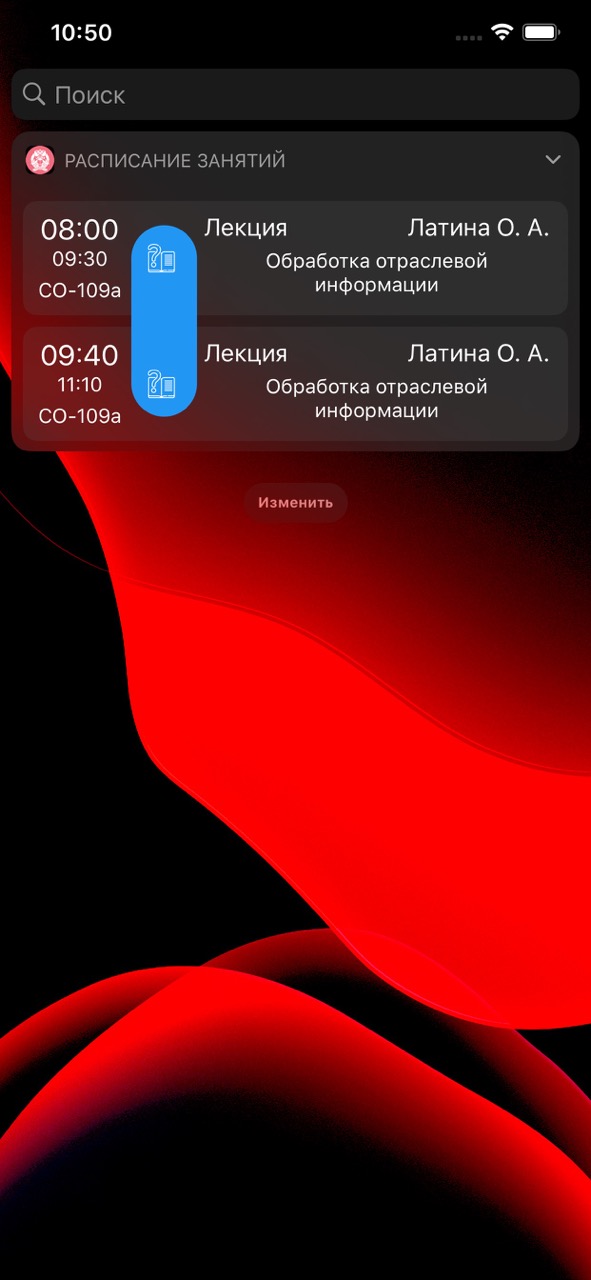 10:50
Поиск
РАСПИСАНИЕ ЗАНЯТИЙ
08:00 Лекция Латина О. А.
09:30 Обработка отраслевой
СО-109а информации
09:40 Лекция Латина О. А.
11:10 Обработка отраслевой
СО-109а информации
Изменить